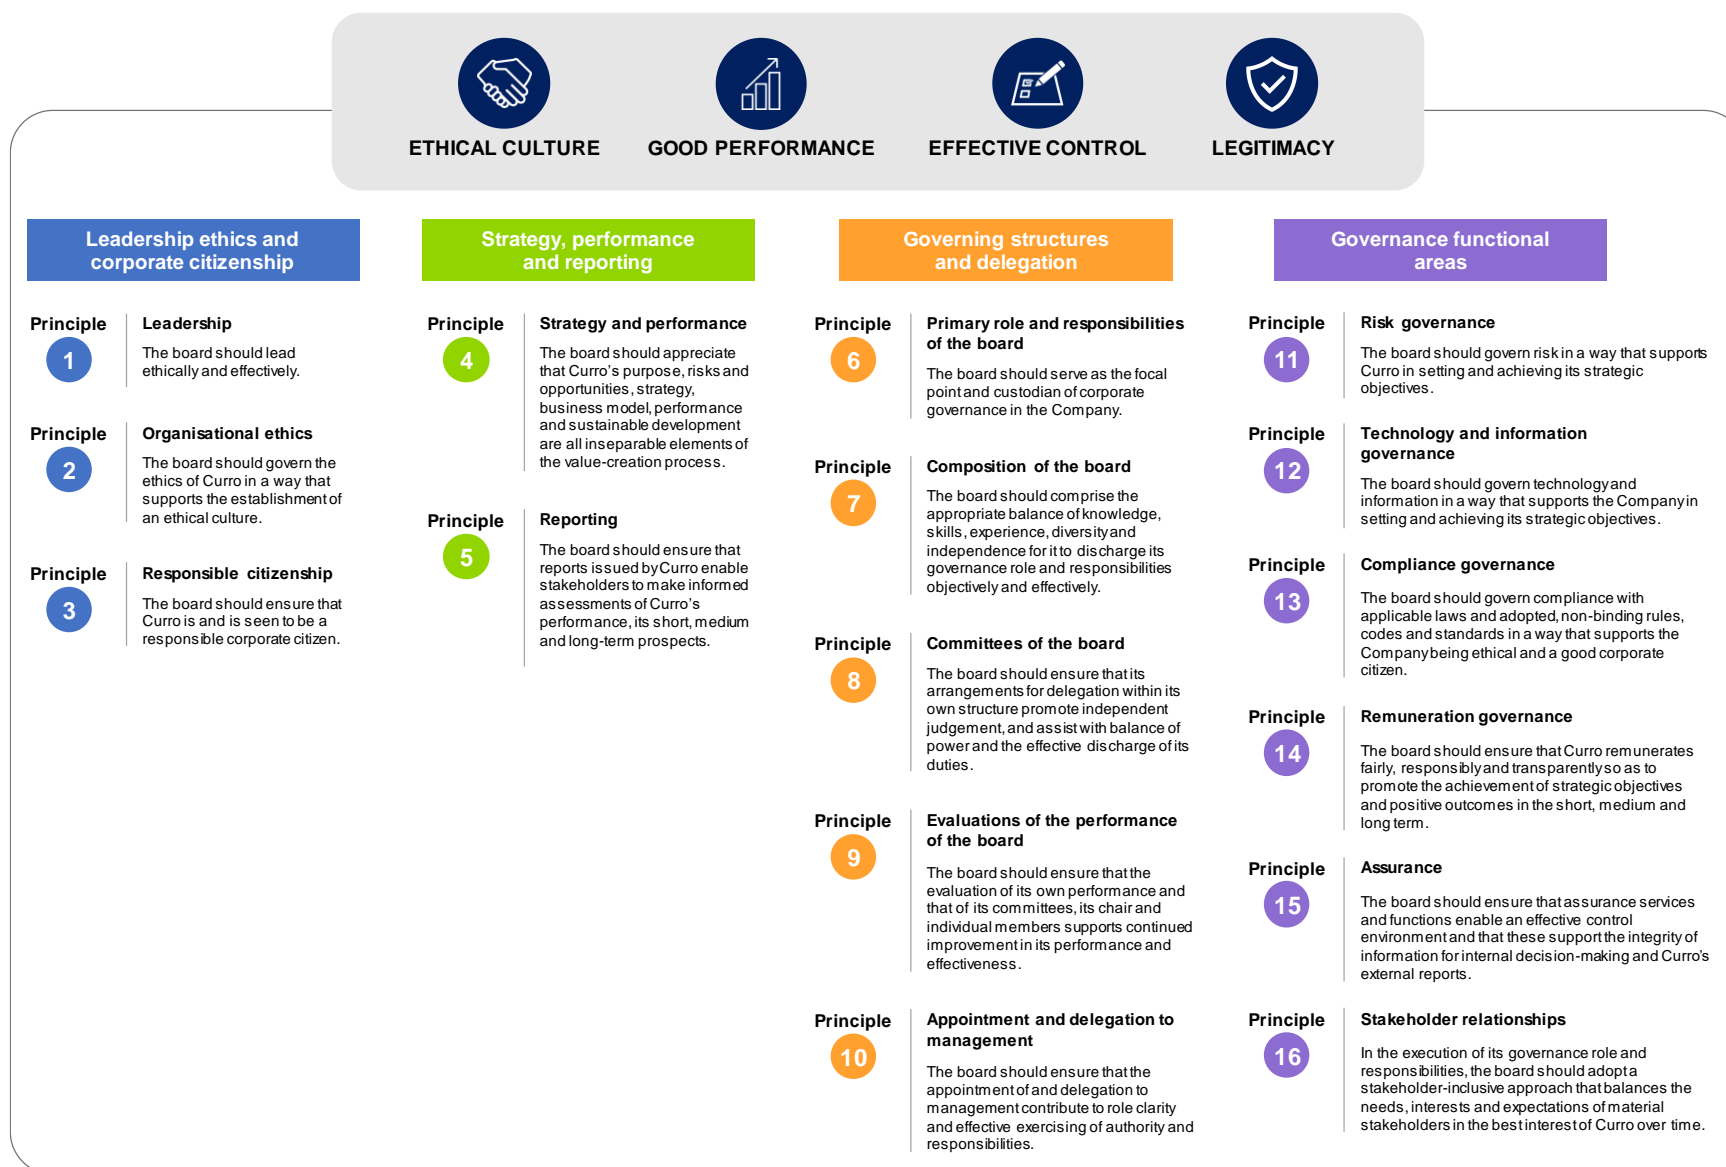 ETHICAL CULTURE
GOOD PERFORMANCE
EFFECTIVE CONTROL
LEGITIMACY
Leadership ethics and
corporate citizenship
Principle
1
Leadership
The board should lead
ethically and effectively.
Principle
2
Organisational ethics
The board should govern the
ethics of Curro in a way that
supports the establishment of
an ethical culture.
Principle
3
Responsible citizenship
The board should ensure that
Curro is and is seen to be a
responsible corporate citizen.
Strategy, performance
and reporting
Principle
4
Strategy and performance
The board should appreciate
that Curro's purpose, risks and
opportunities, strategy,
business model, performance
and sustainable development
are all inseparable elements of
the value-creation process.
Principle
5
Reporting
The board should ensure that
reports issued by Curro enable
stakeholders to make informed
assessments of Curro's
performance, its short, medium
and long-term prospects.
Governing structures
and delegation
Principle
6
Primary role and responsibilities
of the board
The board should serve as the focal
point and custodian of corporate
governance in the Company.
Principle
7
Composition of the board
The board should comprise the
appropriate balance of knowledge,
skills, experience, diversity and
independence for it to discharge its
governance role and responsibilities
objectively and effectively.
Principle
8
Committees of the board
The board should ensure that its
arrangements for delegation within its
own structure promote independent
judgement, and assist with balance of
power and the effective discharge of its
duties.
Principle
9
Evaluations of the performance
of the board
The board should ensure that the
evaluation of its own performance and
that of its committees, its chair and
individual members supports continued
improvement in its performance and
effectiveness.
Principle
10
Appointment and delegation to
management
The board should ensure that the
appointment of and delegation to
management contribute to role clarity
and effective exercising of authority and
responsibilities.
Governance functional
areas
Principle
11
Risk governance
The board should govern risk in a way that supports
Curro in setting and achieving its strategic
objectives.
Principle
12
Technology and information
governance
The board should govern technology and
information in a way that supports the Company in
setting and achieving its strategic objectives.
Principle
13
Compliance governance
The board should govern compliance with
applicable laws and adopted, non-binding rules,
codes and standards in a way that supports the
Company being ethical and a good corporate
citizen.
Principle
14
Remuneration governance
The board should ensure that Curro remunerates
fairly, responsibly and transparently so as to
promote the achievement of strategic objectives
and positive outcomes in the short, medium and
long term.
Principle
15
Assurance
The board should ensure that assurance services
and functions enable an effective control
environment and that these support the integrity of
information for internal decision-making and Curro's
external reports.
Principle
16
Stakeholder relationships
In the execution of its governance role and
responsibilities, the board should adopt a
stakeholder-inclusive approach that balances the
needs, interests and expectations of material
stakeholders in the best interest of Curro over time.